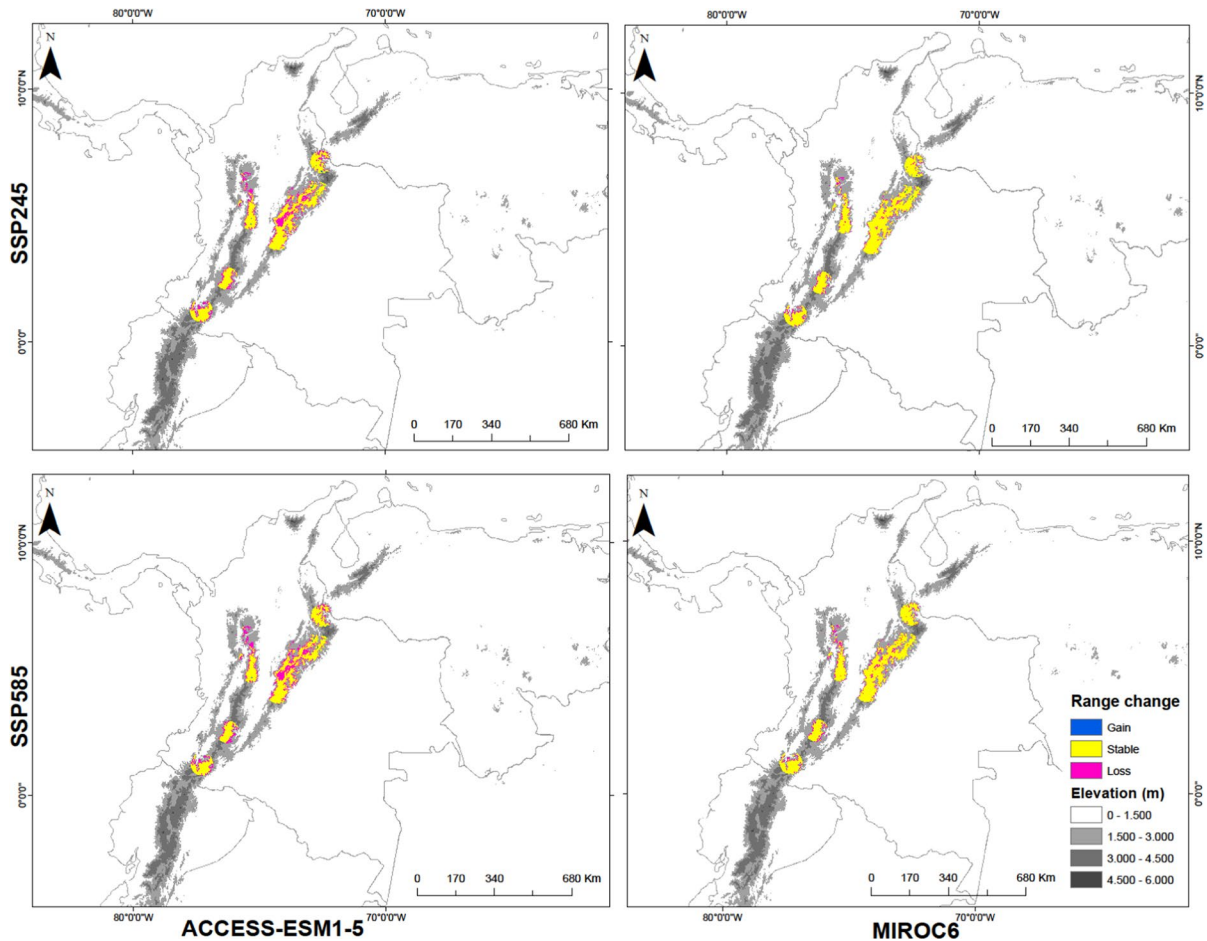 80°0'0"W 70°0'0"W 80°0'0"W 70°0'0"W
N N
10°0'0"N 10°0'0"N
SSP245
0°0'0" 0°0'0"
0 170 340 680 Km 0 170 340 680 Km
80°0'0"W 70°0'0"W 80°0'0"W 70°0'0"W
N N
10°0'0"N 10°0'0"N
SSP585
Range change
Gain
Stable
Loss
Elevation (m)
0 - 1.500
1.500 - 3.000
3.000 - 4.500
4.500 - 6.000
0°0'0" 0°0'0"
0 170 340 680 Km 0 170 340 680 Km
80°0'0"W 70°0'0"W 80°0'0"W 70°0'0"W
ACCESS-ESM1-5 MIROC6